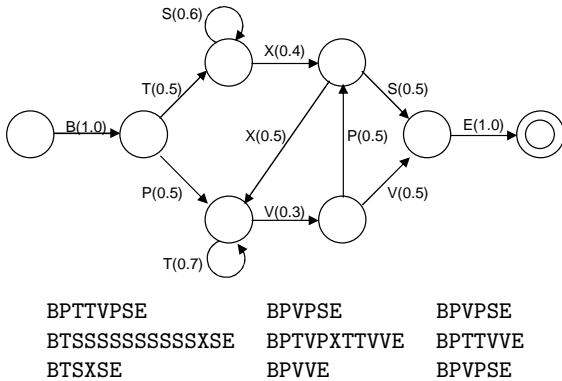 S(0.6)
X(0.4)
T(0.5)
S(0.5)
B(1.0)
E(1.0)
X(0.5)
P(0.5)
P(0.5)
V(0.5)
V(0.3)
T(0.7)
BPTTVPSE BPVPSE BPVPSE
BTSSSSSSSSSSXSE BPTVPXTTVVE BPTTVVE
BTSXSE BPVVE BPVPSE